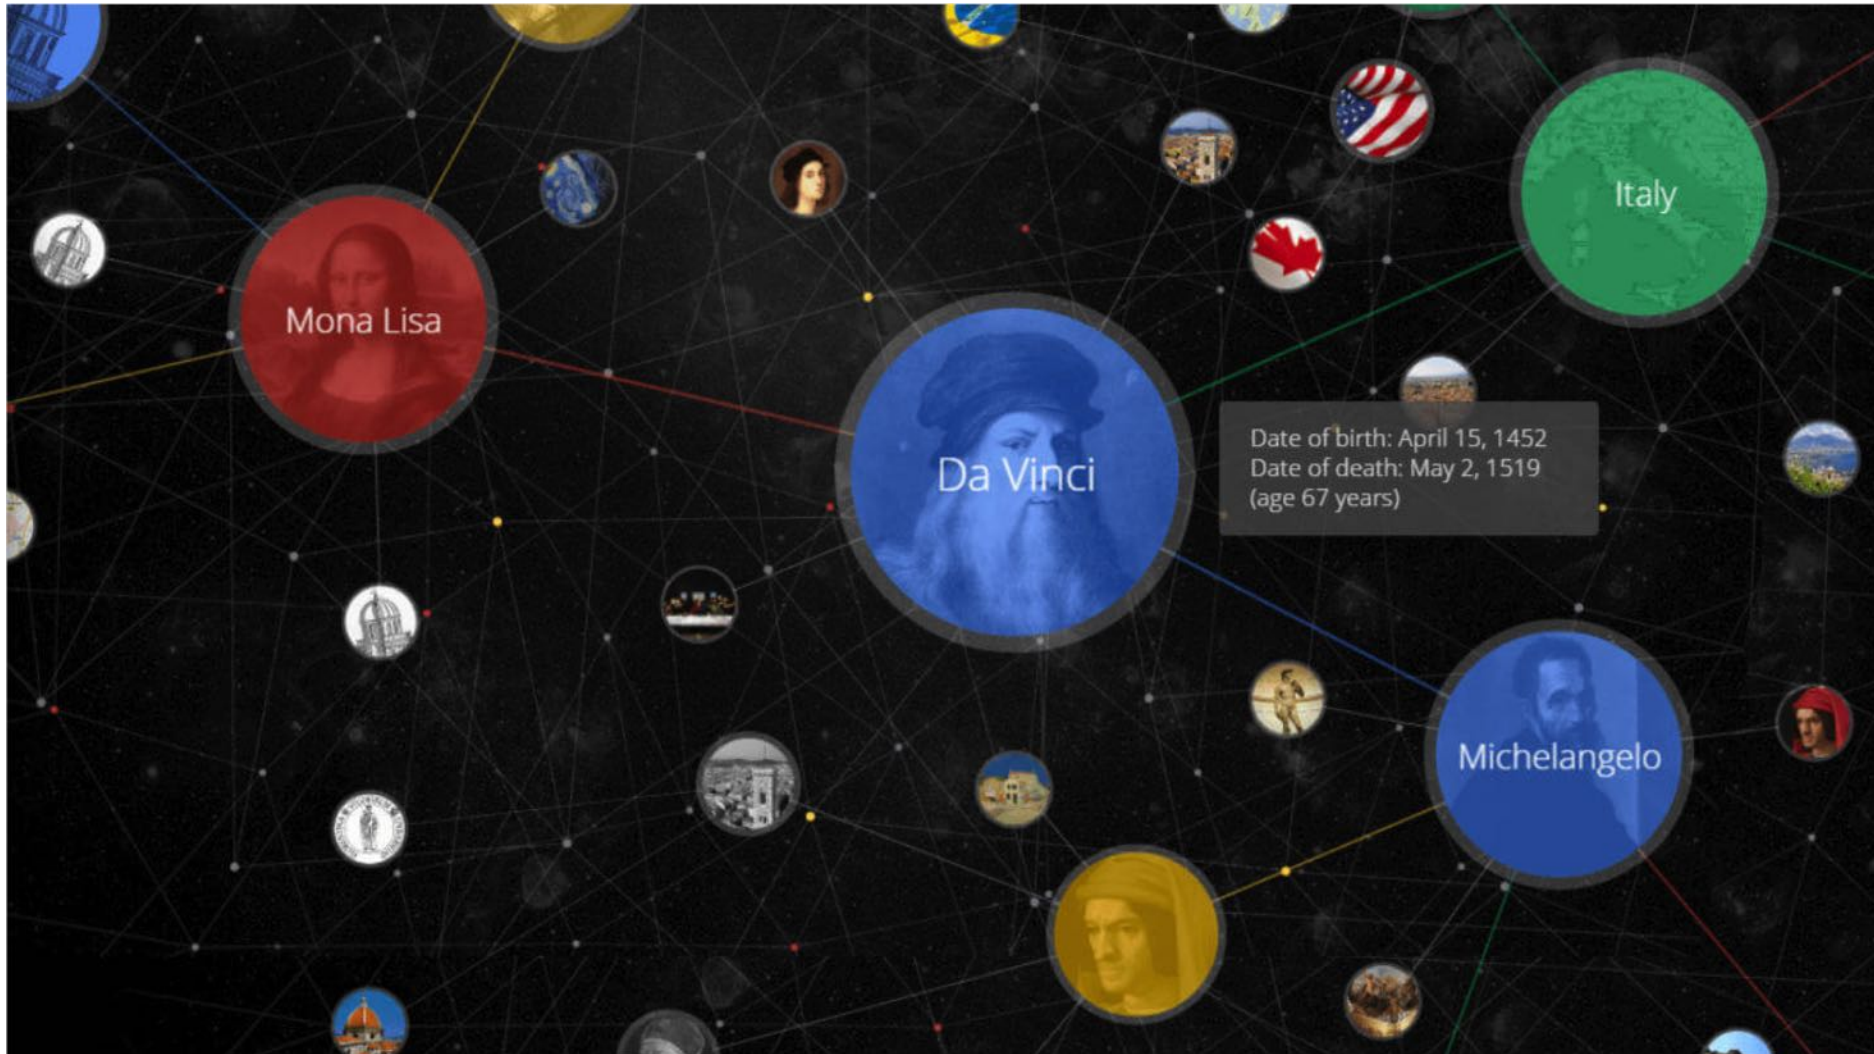 Italy
Mona Lisa
Da Vinci
Date of birth: April 15, 1452
Date of death: May 2, 1519
(age 67 years)
Michelangelo